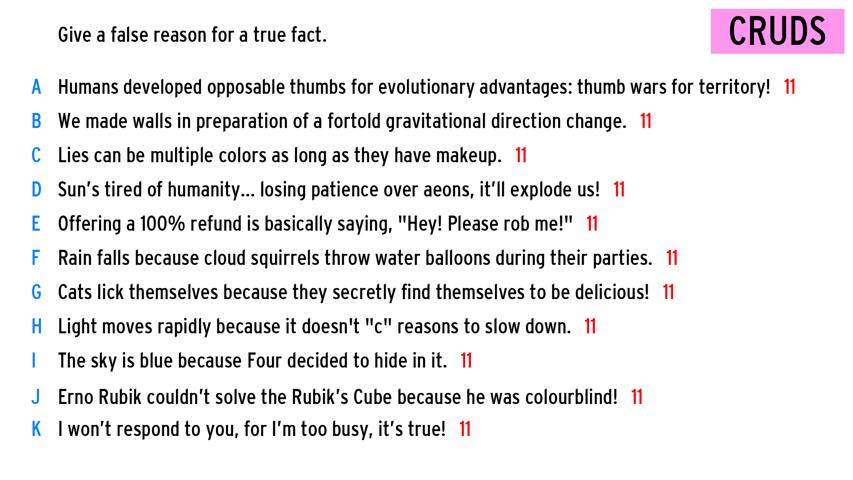 Give a false reason for a true fact.
CRUDS
A Humans developed opposable thumbs for evolutionary advantages: thumb wars for territory! 11
B We made walls in preparation of a fortold gravitational direction change. 11
C Lies can be multiple colors as long as they have makeup. 11
D Sun's tired of humanity... losing patience over aeons, it'll explode us! 11
E Offering a 100% refund is basically saying, "Hey! Please rob me!" 11
F Rain falls because cloud squirrels throw water balloons during their parties. 11
G Cats lick themselves because they secretly find themselves to be delicious! 11
H Light moves rapidly because it doesn't "c" reasons to slow down. 11
I The sky is blue because Four decided to hide in it. 11
J Erno Rubik couldn't solve the Rubik's Cube because he was colourblind! 11
K I won't respond to you, for I'm too busy, it's true! 11